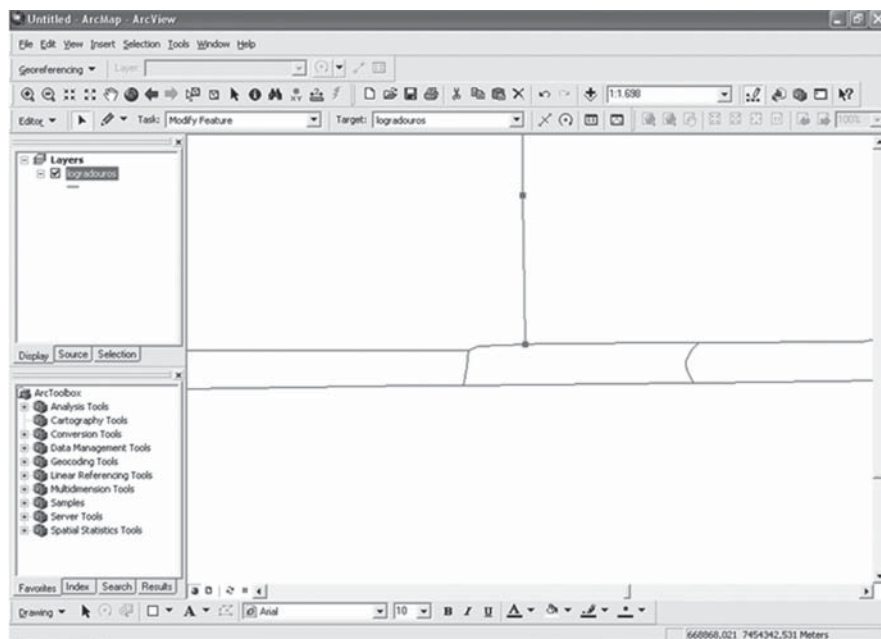 Untitled - ArcMap - ArcView
File Edit View Insert Selection Tools Window Help
Georeferencing Layer:
1:1.698
Editor Task: Modify Feature Target: logradouros 100%
Layers
logradouros
Display Source Selection
ArcToolbox
Analysis Tools
Cartography Tools
Conversion Tools
Data Management Tools
Geocoding Tools
Linear Referencing Tools
Multidimension Tools
Samples
Server Tools
Spatial Statistics Tools
Favorites Index Search Results
Drawing A Arial 10 B I U A
668868,021 7454342,531 Meters